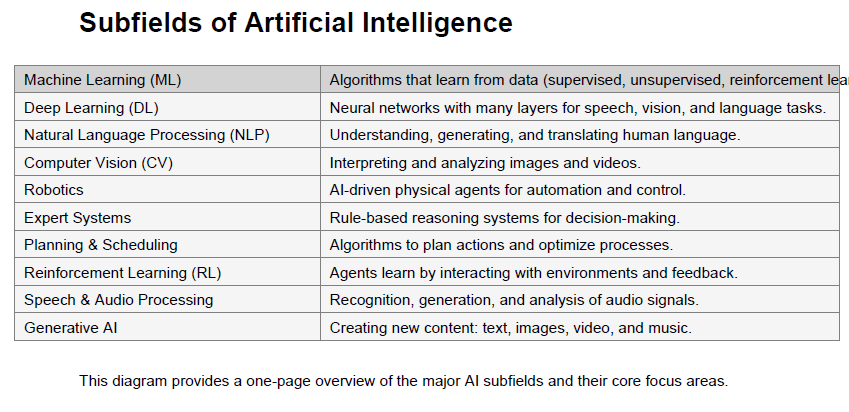 Subfields of Artificial Intelligence
Machine Learning (ML) Algorithms that learn from data (supervised, unsupervised, reinforcement
Deep Learning (DL) Neural networks with many layers for speech, vision, and language tasks.
Natural Language Processing (NLP) Understanding, generating, and translating human language.
Computer Vision (CV) Interpreting and analyzing images and videos.
Robotics AI-driven physical agents for automation and control.
Expert Systems Rule-based reasoning systems for decision-making.
Planning & Scheduling Algorithms to plan actions and optimize processes.
Reinforcement Learning (RL) Agents learn by interacting with environments and feedback.
Speech & Audio Processing Recognition, generation, and analysis of audio signals.
Generative AI Creating new content: text, images, video, and music.
This diagram provides a one-page overview of the major AI subfields and their core focus areas.